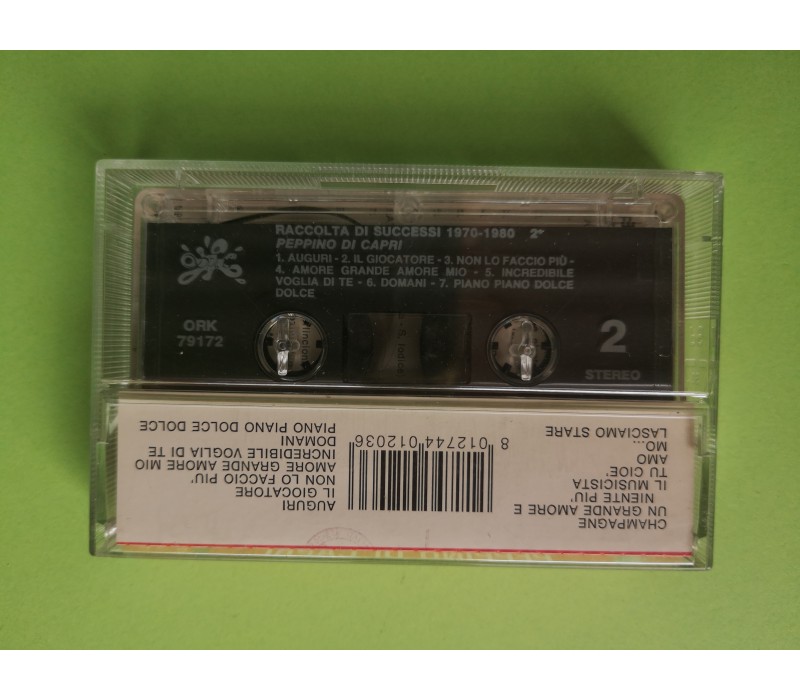 RACCOLTA DI SUCCESSI 1970-1980 2ª
PEPPINO DI CAPRI
1. AUGURI - 2. IL GIOCATORE - 3. NON LO FACCIO PIÙ -
4. AMORE GRANDE AMORE MIO - 5. INCREDIBILE
VOGLIA DI TE - 6. DOMANI - 7. PIANO PIANO DOLCE
DOLCE
ORK
79172
2
STEREO
CHAMPAGNE
UN GRANDE AMORE E
NIENTE PIU'
IL MUSICISTA
TU CIOE'
AMO
MO...
LASCIAMO STARE
AUGURI
IL GIOCATORE
NON LO FACCIO PIU'
AMORE GRANDE AMORE MIO
INCREDIBILE VOGLIA DI TE
DOMANI
PIANO PIANO DOLCE DOLCE
8 012744 012036